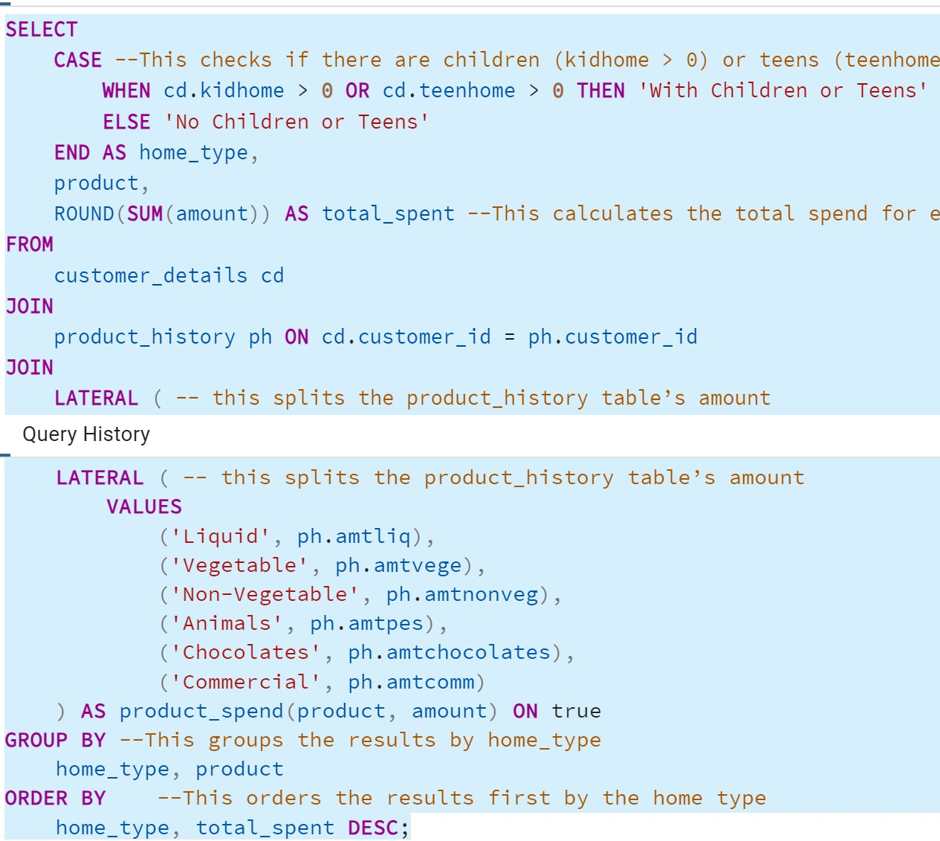 SELECT
CASE --This checks if there are children (kidhome > 0) or teens (teenhome
WHEN cd.kidhome > 0 OR cd.teenhome > 0 THEN 'With Children or Teens'
ELSE 'No Children or Teens'
END AS home_type,
product,
ROUND(SUM(amount)) AS total_spent --This calculates the total spend for e
FROM
customer_details cd
JOIN
product_history ph ON cd.customer_id = ph.customer_id
JOIN
LATERAL ( -- this splits the product_history table’s amount
Query History
LATERAL ( -- this splits the product_history table’s amount
VALUES
('Liquid', ph.amtliq),
('Vegetable', ph.amtvege),
('Non-Vegetable', ph.amtnonveg),
('Animals', ph.amtpes),
('Chocolates', ph.amtchocolates),
('Commercial', ph.amtcomm)
) AS product_spend(product, amount) ON true
GROUP BY --This groups the results by home_type
home_type, product
ORDER BY --This orders the results first by the home type
home_type, total_spent DESC;